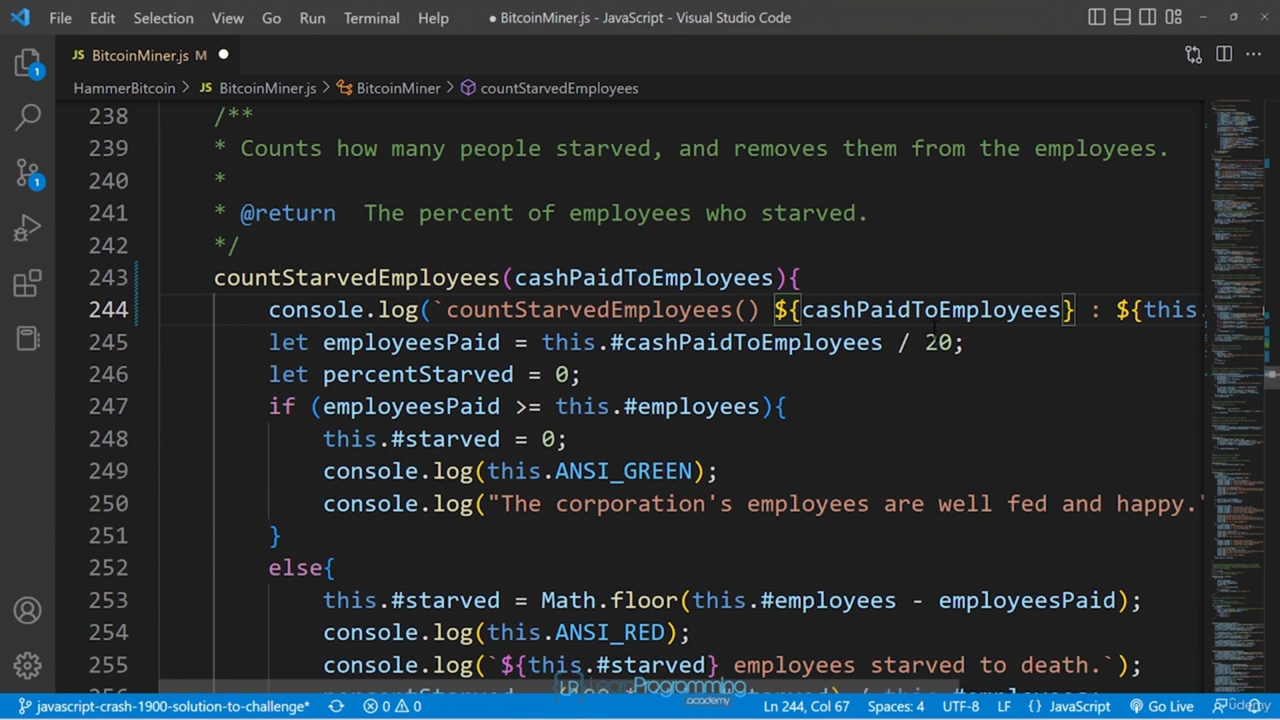 File Edit Selection View Go Run Terminal Help ● BitcoinMiner.js - JavaScript - Visual Studio Code
JS BitcoinMiner.js M
HammerBitcoin > JS BitcoinMiner.js > BitcoinMiner > countStarvedEmployees
238 /**
239 * Counts how many people starved, and removes them from the employees.
240 *
241 * @return The percent of employees who starved.
242 */
243 countStarvedEmployees(cashPaidToEmployees){
244 console.log(`countStarvedEmployees() ${cashPaidToEmployees} : ${this.
245 let employeesPaid = this.#cashPaidToEmployees / 20;
246 let percentStarved = 0;
247 if (employeesPaid >= this.#employees){
248 this.#starved = 0;
249 console.log(this.ANSI_GREEN);
250 console.log("The corporation's employees are well fed and happy."
251 }
252 else{
253 this.#starved = Math.floor(this.#employees - employeesPaid);
254 console.log(this.ANSI_RED);
255 console.log(`${this.#starved} employees starved to death.`);
LearnProgramming
academy
javascript-crash-1900-solution-to-challenge* 0 0 Ln 244, Col 67 Spaces: 4 UTF-8 LF {} JavaScript Go Live
Udemy
1
1